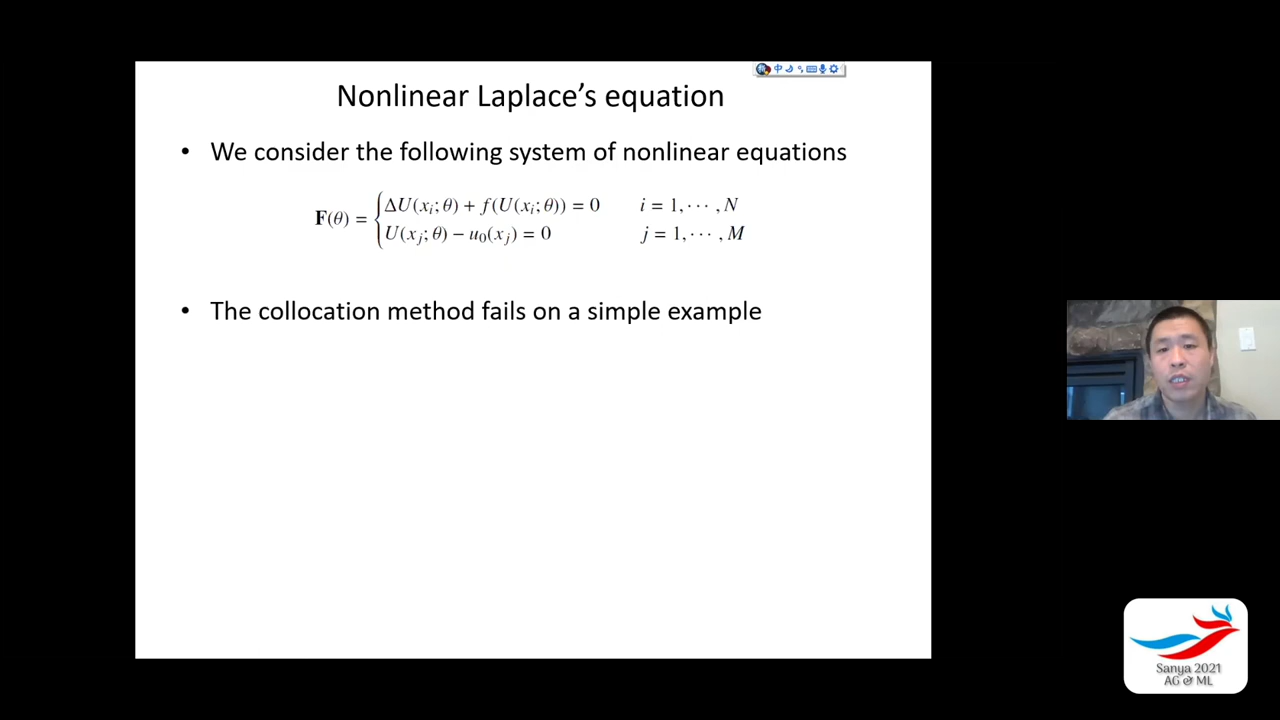 中
Nonlinear Laplace's equation
• We consider the following system of nonlinear equations
F(θ) = { ΔU(x_i; θ) + f(U(x_i; θ)) = 0 i = 1, ⋯ , N
U(x_j; θ) − u_0(x_j) = 0 j = 1, ⋯ , M
• The collocation method fails on a simple example
Sanya 2021
AG & ML